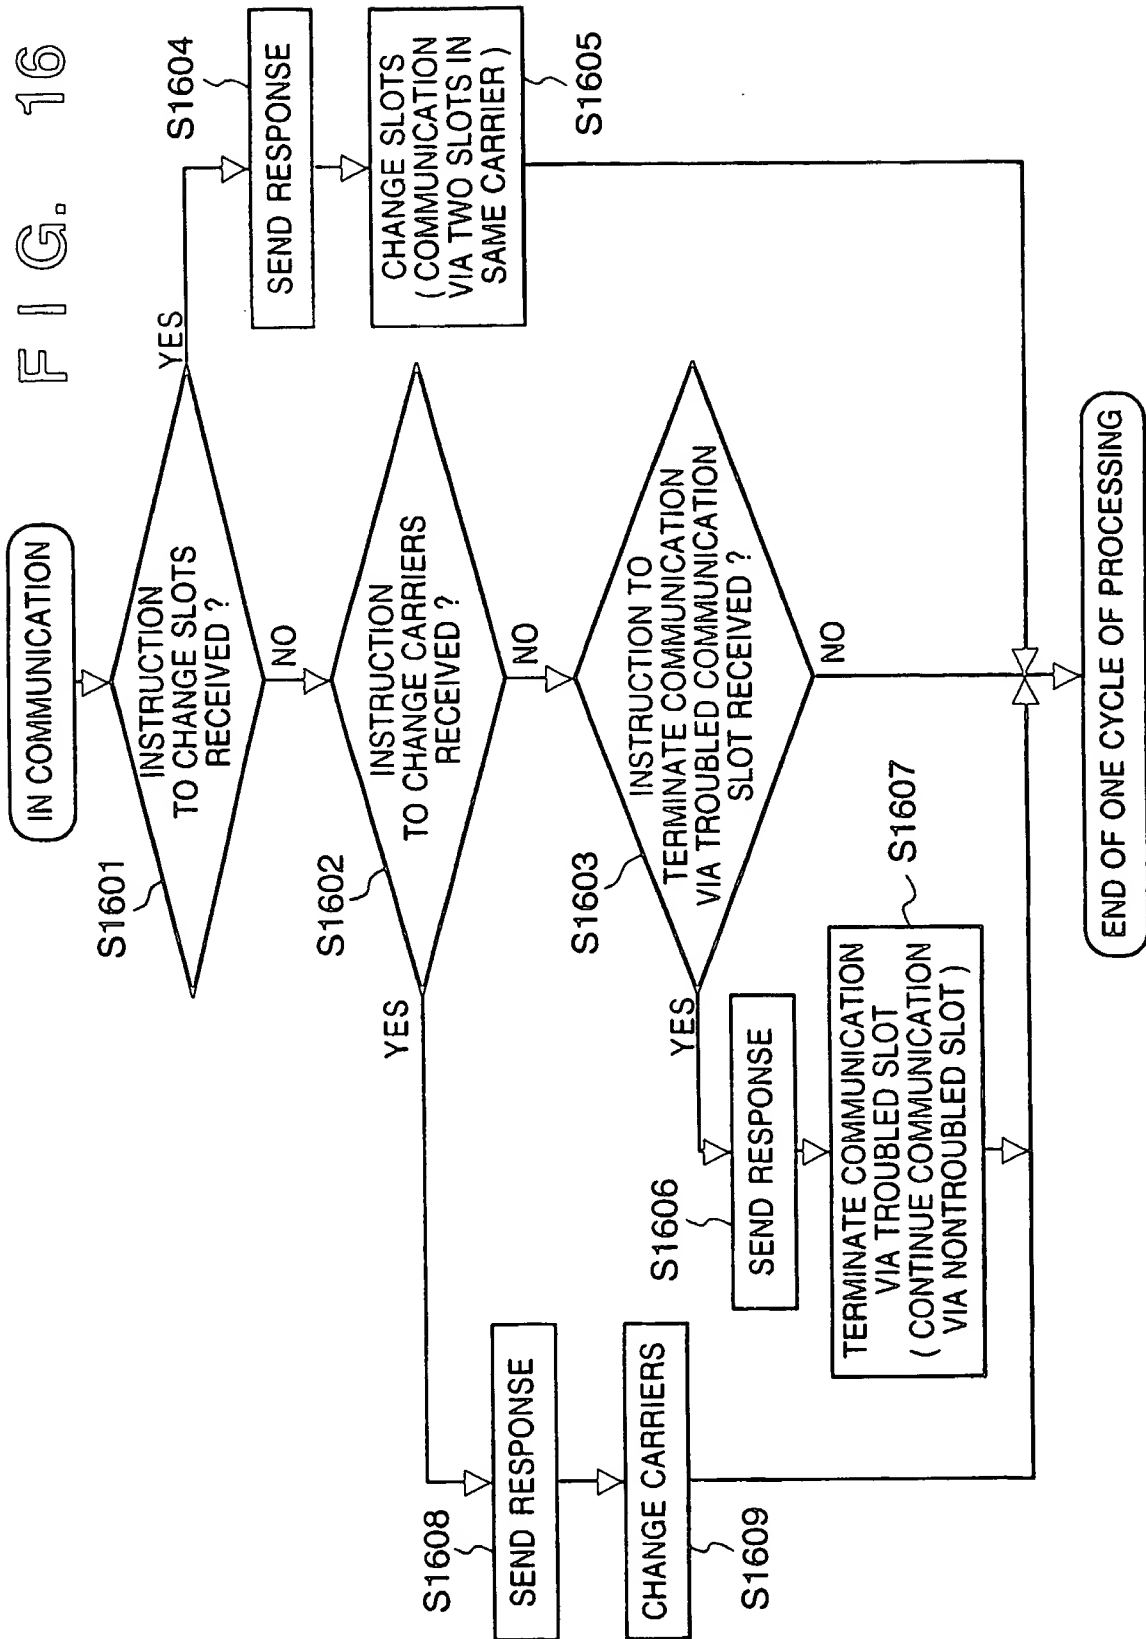 F I G. 16
IN COMMUNICATION
S1601
INSTRUCTION
TO CHANGE SLOTS
RECEIVED ?
YES
NO
S1604
SEND RESPONSE
CHANGE SLOTS
( COMMUNICATION
VIA TWO SLOTS IN
SAME CARRIER )
S1605
S1602
INSTRUCTION
TO CHANGE CARRIERS
RECEIVED ?
YES
NO
S1603
INSTRUCTION TO
TERMINATE COMMUNICATION
VIA TROUBLED COMMUNICATION
SLOT RECEIVED ?
YES
NO
S1608
SEND RESPONSE
CHANGE CARRIERS
S1609
S1606
SEND RESPONSE
TERMINATE COMMUNICATION
VIA TROUBLED SLOT
( CONTINUE COMMUNICATION
VIA NONTROUBLED SLOT )
S1607
END OF ONE CYCLE OF PROCESSING